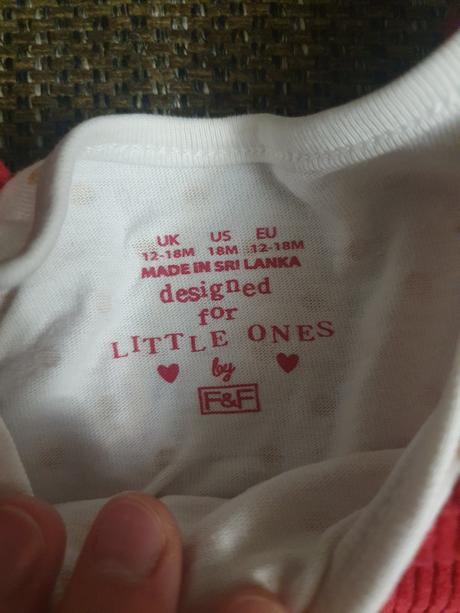 UK US EU
12-18M 18M 12-18M
MADE IN SRI LANKA
designed
for
LITTLE ONES
by
F&F